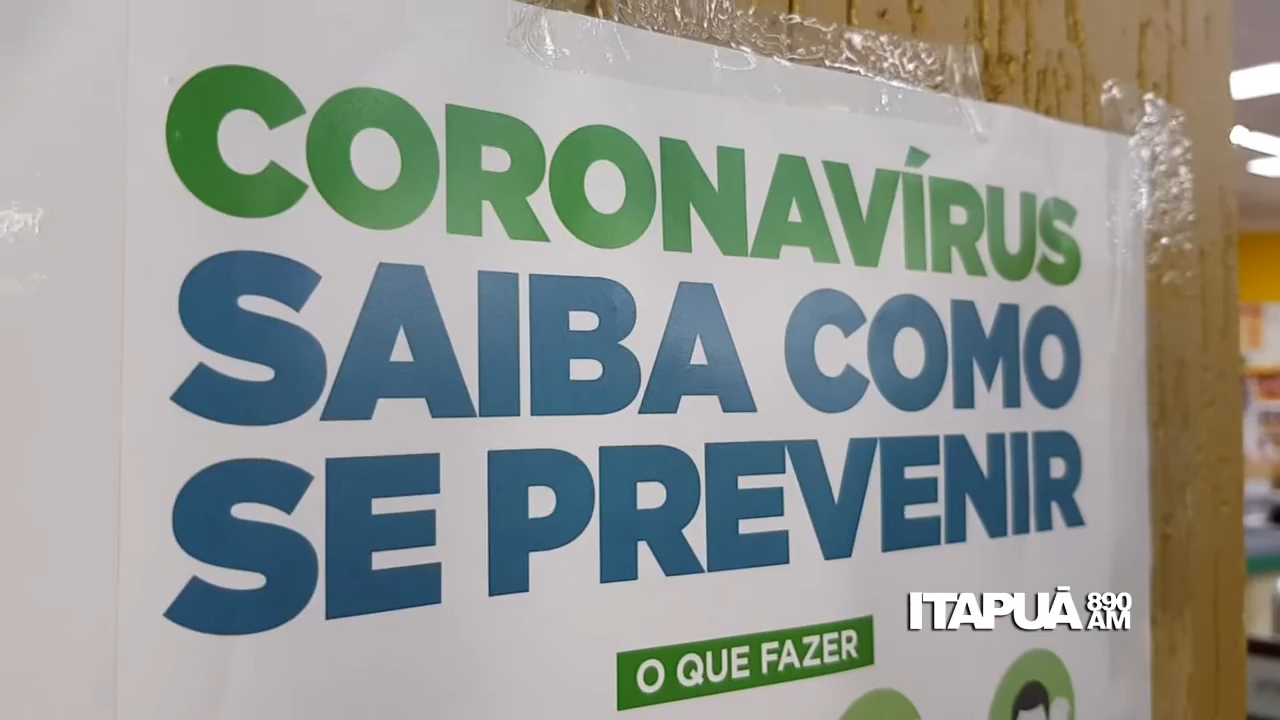 CORONAVÍRUS
SAIBA COMO
SE PREVENIR
O QUE FAZER
ITAPUÃ 890 AM